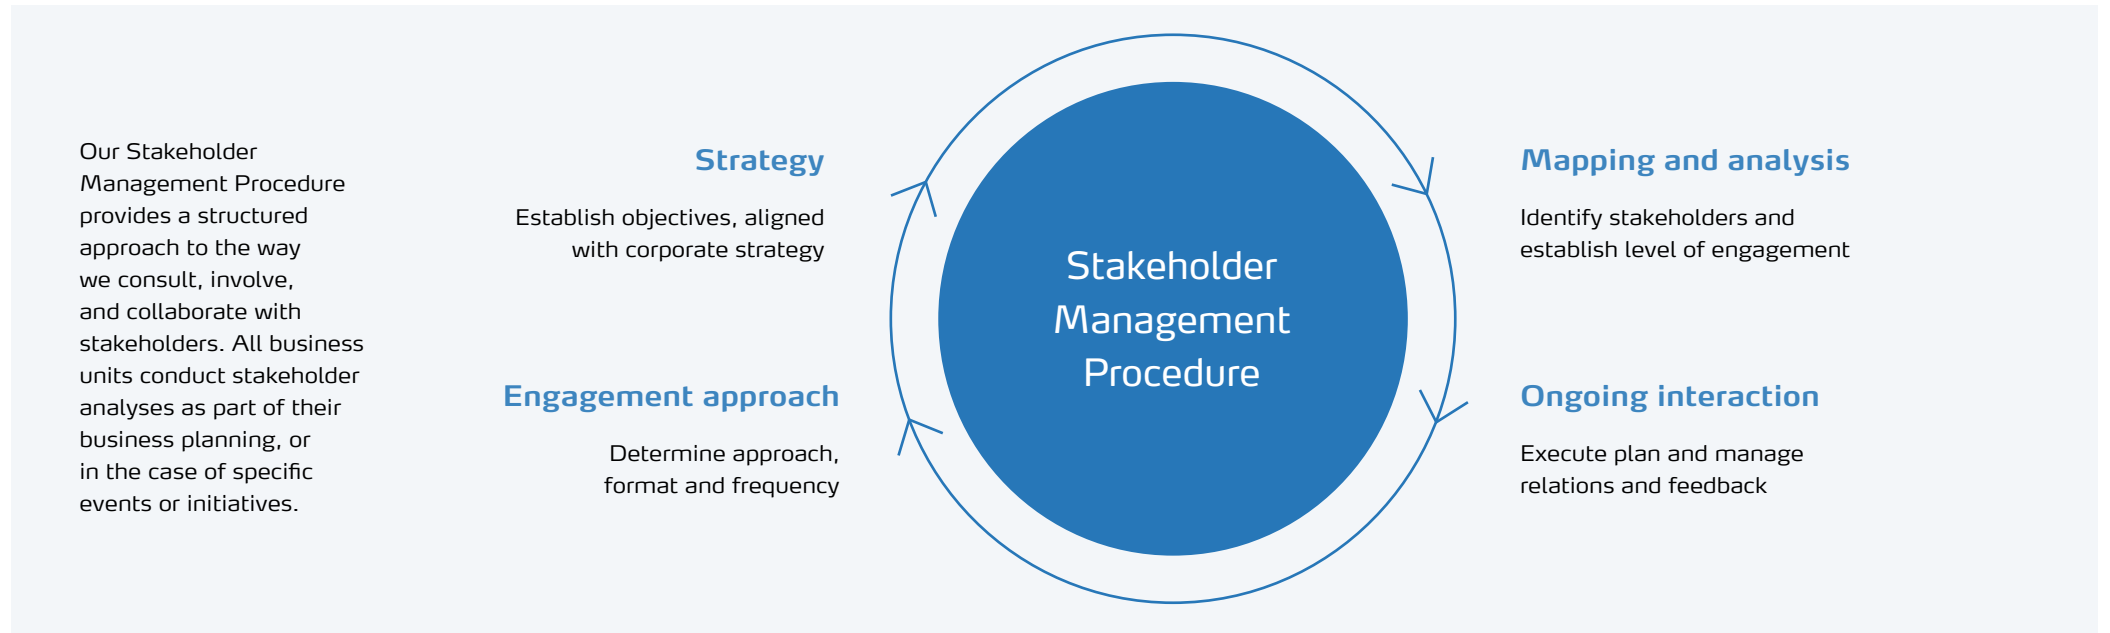 Our Stakeholder
Management Procedure
provides a structured
approach to the way
we consult, involve,
and collaborate with
stakeholders. All business
units conduct stakeholder
analyses as part of their
business planning, or
in the case of specific
events or initiatives.
Strategy
Establish objectives, aligned
with corporate strategy
Engagement approach
Determine approach,
format and frequency
Stakeholder
Management
Procedure
Mapping and analysis
Identify stakeholders and
establish level of engagement
Ongoing interaction
Execute plan and manage
relations and feedback